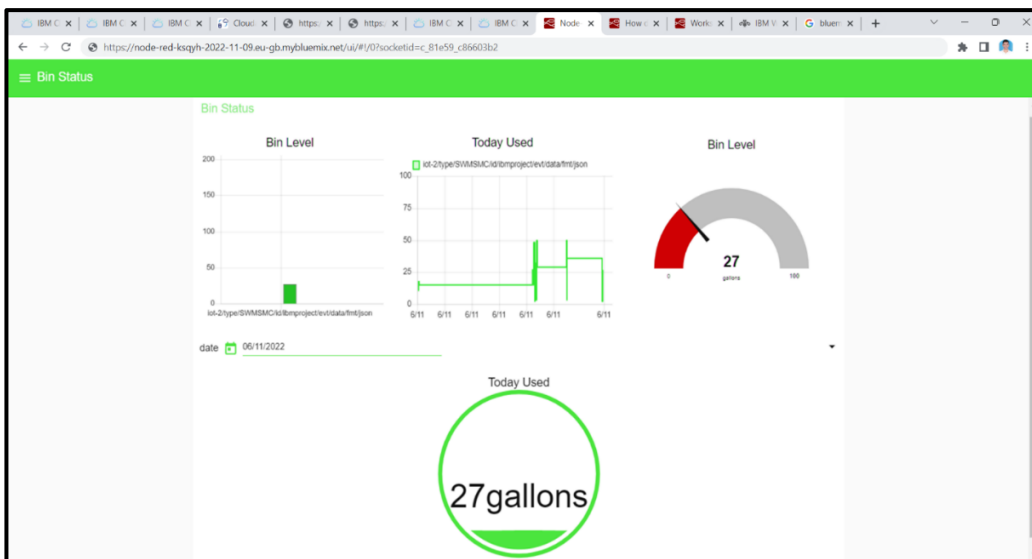 IBM C
IBM C
IBM C
Cloud
https:
https:
IBM C
IBM C
Node-
How c
Works
IBM V
bluem
https://node-red-ksqyh-2022-11-09.eu-gb.mybluemix.net/ui/#!/0?socketid=c_81e59_c86603b2
Bin Status
Bin Status
Bin Level
200
150
100
50
0
iot-2/type/SWMSMC/id/ibmproject/evt/data/fmt/json
Today Used
iot-2/type/SWMSMC/id/ibmproject/evt/data/fmt/json
100
75
50
25
0
6/11 6/11 6/11 6/11 6/11 6/11 6/11
Bin Level
27
gallons
0 100
date 06/11/2022
Today Used
27gallons